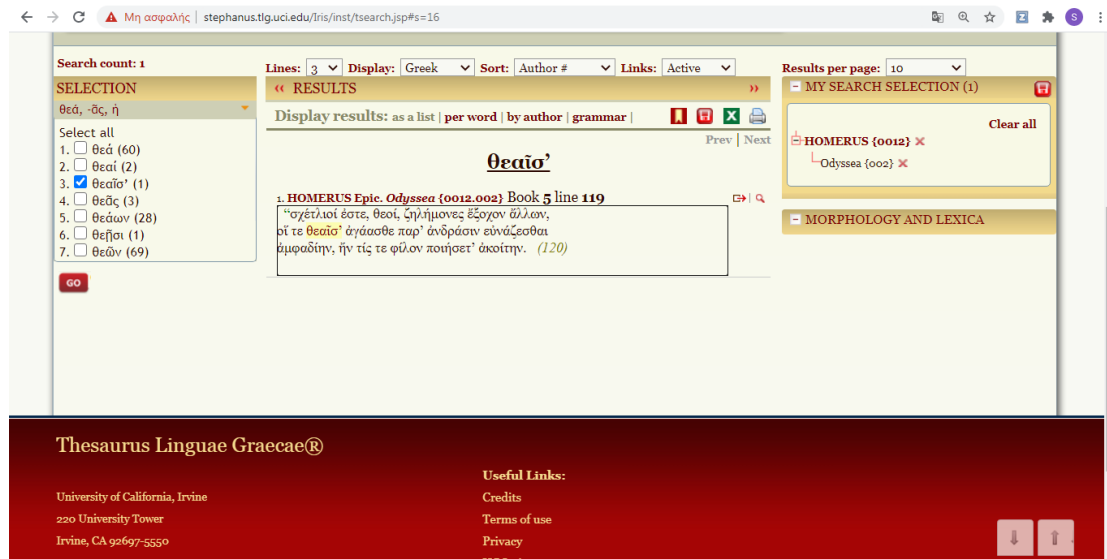 Μη ασφαλής | stephanus.tlg.uci.edu/Iris/inst/tsearch.jsp#s=16
Search count: 1
Lines: 3 Display: Greek Sort: Author # Links: Active
Results per page: 10
SELECTION
θεά, -ᾶς, ἡ
Select all
1. θεά (60)
2. θεαί (2)
3. θεαῖσ’ (1)
4. θεᾶς (3)
5. θεάων (28)
6. θεῇσι (1)
7. θεῶν (69)
GO
‹‹ RESULTS ››
Display results: as a list | per word | by author | grammar |
Prev | Next
θεαῖσ’
1. HOMERUS Epic. Odyssea {0012.002} Book 5 line 119
“σχέτλιοί ἐστε, θεοί, ζηλήμονες ἔξοχον ἄλλων,
οἵ τε θεαῖσ’ ἀγάασθε παρ’ ἀνδράσιν εὐνάζεσθαι
ἀμφαδίην, ἤν τίς τε φίλον ποιήσετ’ ἀκοίτην. (120)
MY SEARCH SELECTION (1)
Clear all
HOMERUS {0012}
Odyssea {002}
MORPHOLOGY AND LEXICA
Thesaurus Linguae Graecae®
University of California, Irvine
220 University Tower
Irvine, CA 92697-5550
Useful Links:
Credits
Terms of use
Privacy